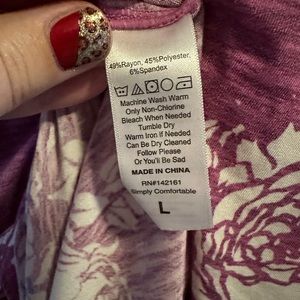 49%Rayon, 45%Polyester,
6%Spandex
Machine Wash Warm
Only Non-Chlorine
Bleach When Needed
Tumble Dry
Warm Iron if Needed
Can Be Dry Cleaned
Follow Please
Or You'll Be Sad
MADE IN CHINA
RN#142161
Simply Comfortable
L